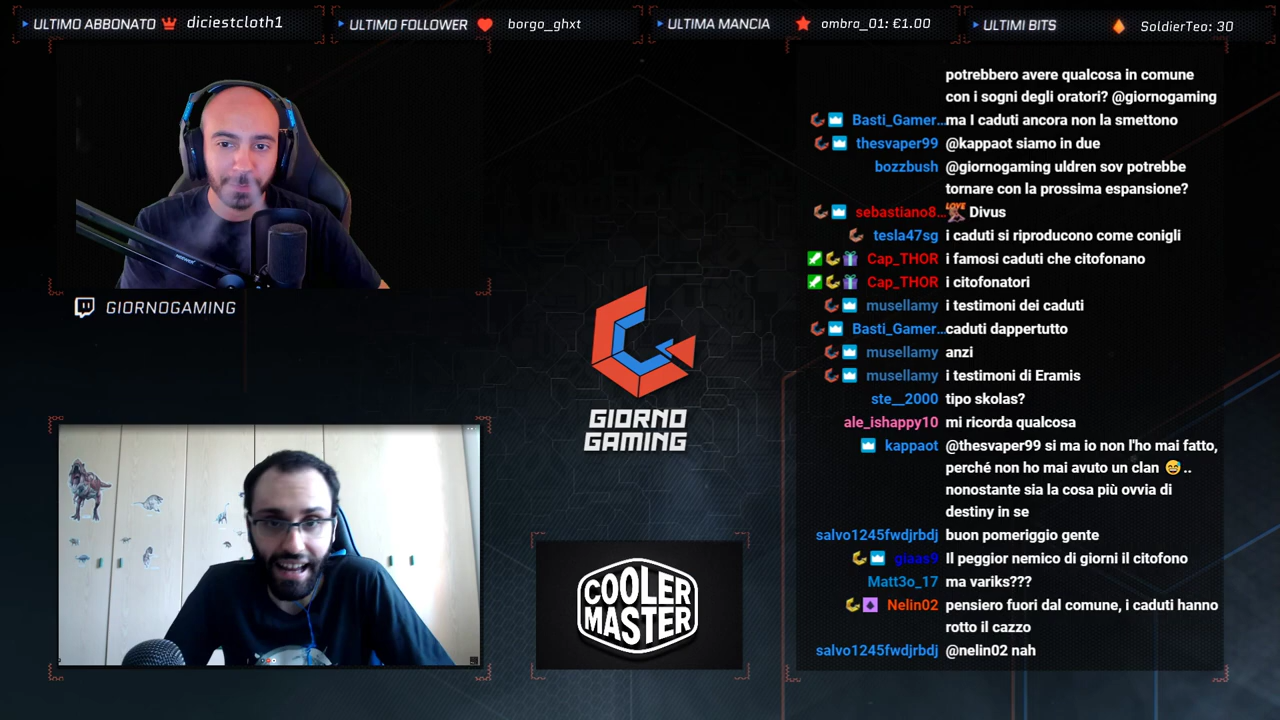 ULTIMO ABBONATO diciestcloth1
ULTIMO FOLLOWER borgo_ghxt
ULTIMA MANCIA ombra_01: €1.00
ULTIMI BITS SoldierTea: 30
GIORNOGAMING
GIORNO
GAMING
COOLER
MASTER
potrebbero avere qualcosa in comune
con i sogni degli oratori? @giornogaming
Basti_Gamer... ma I caduti ancora non la smettono
thesvaper99 @kappaot siamo in due
bozzbush @giornogaming uldren sov potrebbe
tornare con la prossima espansione?
sebastiano8... LOVE Divus
tesla47sg i caduti si riproducono come conigli
Cap_THOR i famosi caduti che citofonano
Cap_THOR i citofonatori
musellamy i testimoni dei caduti
Basti_Gamer... caduti dappertutto
musellamy anzi
musellamy i testimoni di Eramis
ste__2000 tipo skolas?
ale_ishappy10 mi ricorda qualcosa
kappaot @thesvaper99 si ma io non l'ho mai fatto,
perché non ho mai avuto un clan 😅 ..
nonostante sia la cosa più ovvia di
destiny in se
salvo1245fwdjrbdj buon pomeriggio gente
giaas9 Il peggior nemico di giorni il citofono
Matt3o_17 ma variks???
Nelin02 pensiero fuori dal comune, i caduti hanno
rotto il cazzo
salvo1245fwdjrbdj @nelin02 nah